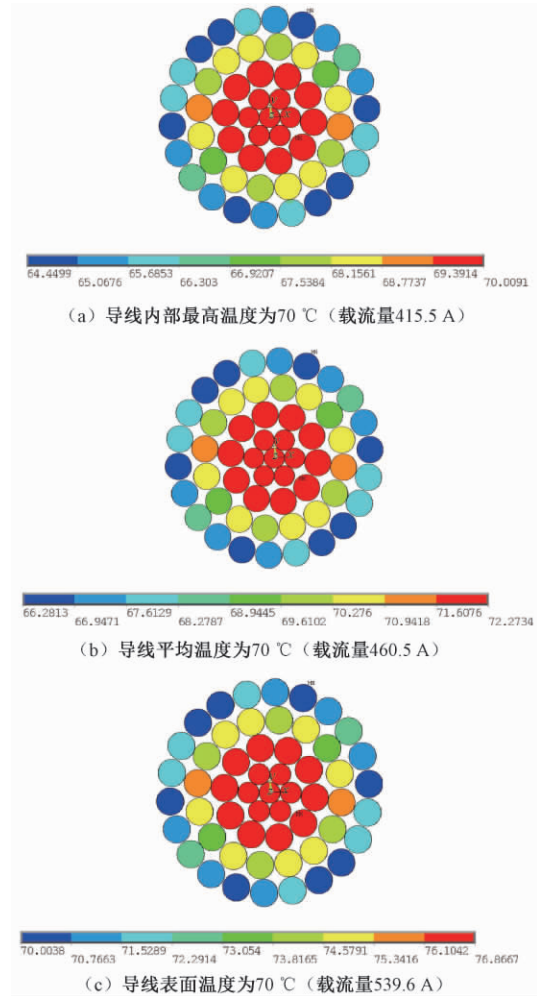 64.4499 65.6853 66.9207 68.1561 69.3914
65.0676 66.303 67.5384 68.7737 70.0091
（a）导线内部最高温度为70 ℃（载流量415.5 A）
66.2813 67.6129 68.9445 70.276 71.6076
66.9471 68.2787 69.6102 70.9418 72.2734
（b）导线平均温度为70 ℃（载流量460.5 A）
70.0038 71.5289 73.054 74.5791 76.1042
70.7663 72.2914 73.8165 75.3416 76.8667
（c）导线表面温度为70 ℃（载流量539.6 A）